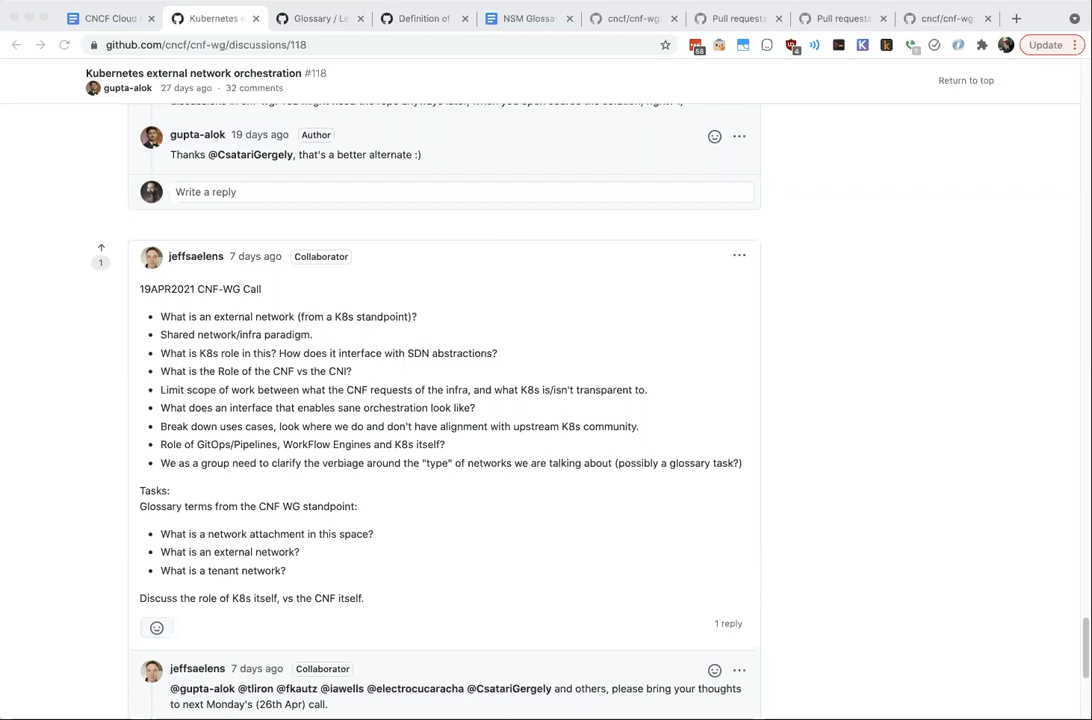 CNCF Cloud
Kubernetes e
Glossary / Le
Definition of
NSM Glossa
cncf/cnf-wg:
Pull requests
Pull requests
cncf/cnf-wg:
github.com/cncf/cnf-wg/discussions/118
Update
Kubernetes external network orchestration #118
gupta-alok 27 days ago · 32 comments
Return to top
gupta-alok 19 days ago Author
Thanks @CsatariGergely, that's a better alternate :)
Write a reply
1
jeffsaelens 7 days ago Collaborator
19APR2021 CNF-WG Call
• What is an external network (from a K8s standpoint)?
• Shared network/infra paradigm.
• What is K8s role in this? How does it interface with SDN abstractions?
• What is the Role of the CNF vs the CNI?
• Limit scope of work between what the CNF requests of the infra, and what K8s is/isn't transparent to.
• What does an interface that enables sane orchestration look like?
• Break down uses cases, look where we do and don't have alignment with upstream K8s community.
• Role of GitOps/Pipelines, WorkFlow Engines and K8s itself?
• We as a group need to clarify the verbiage around the "type" of networks we are talking about (possibly a glossary task?)
Tasks:
Glossary terms from the CNF WG standpoint:
• What is a network attachment in this space?
• What is an external network?
• What is a tenant network?
Discuss the role of K8s itself, vs the CNF itself.
1 reply
jeffsaelens 7 days ago Collaborator
@gupta-alok @tliron @fkautz @iawells @electrocucaracha @CsatariGergely and others, please bring your thoughts
to next Monday's (26th Apr) call.